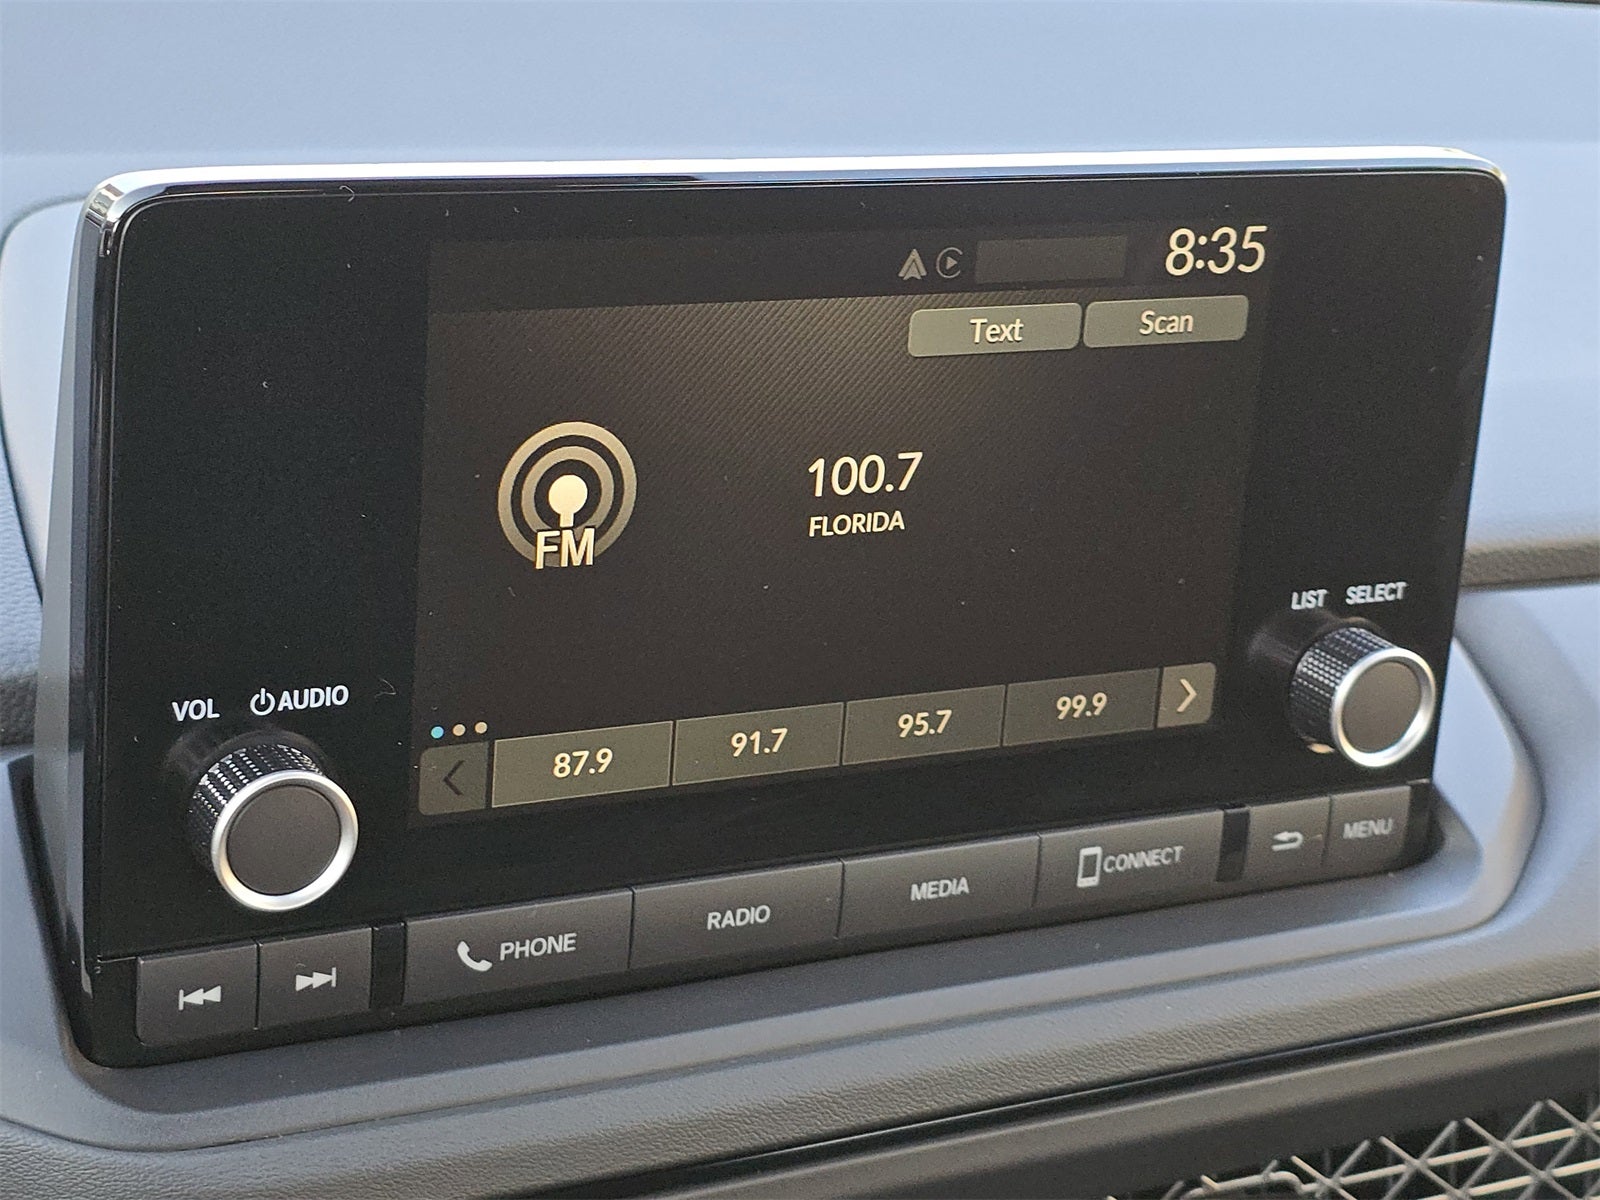 8:35
Text Scan
100.7
FLORIDA
FM
LIST SELECT
VOL AUDIO
87.9 91.7 95.7 99.9
PHONE RADIO MEDIA CONNECT MENU